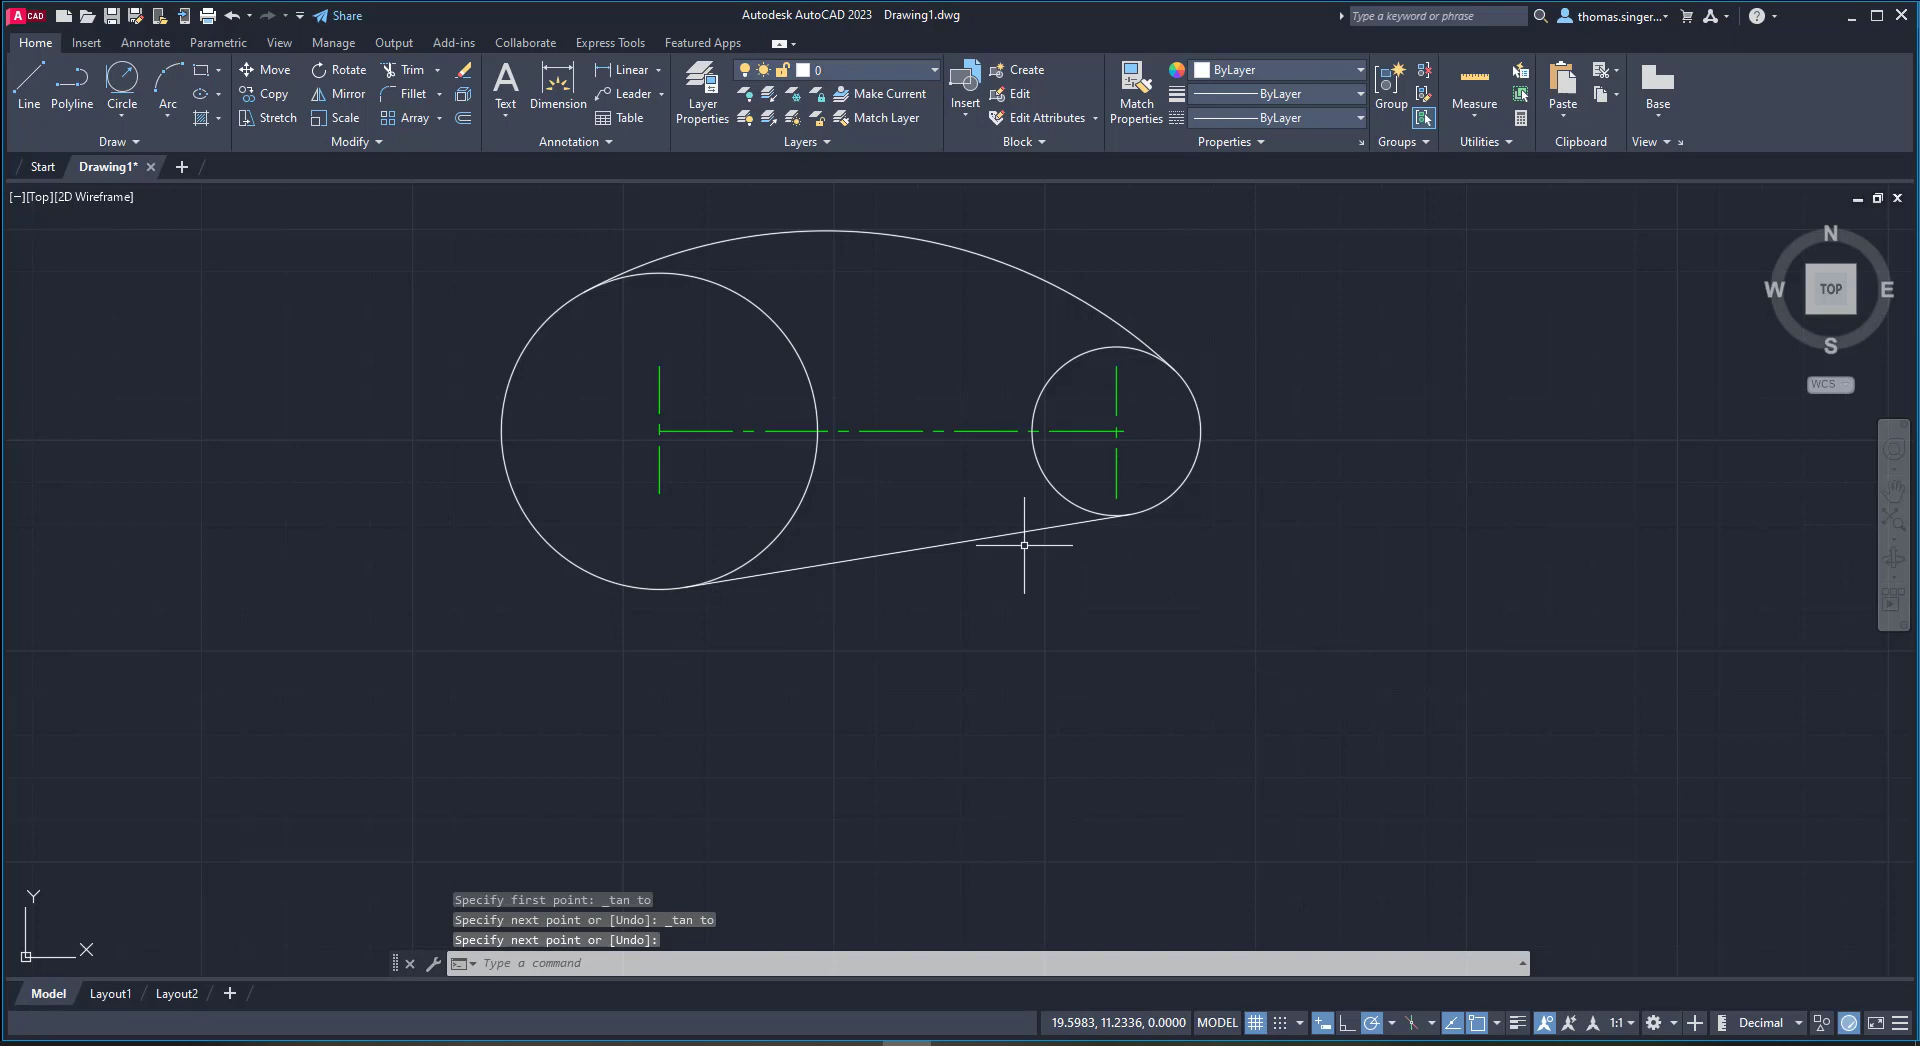 A CAD
Share
Autodesk AutoCAD 2023 Drawing1.dwg
Type a keyword or phrase
thomas.singer...
?
Home Insert Annotate Parametric View Manage Output Add-ins Collaborate Express Tools Featured Apps
Line Polyline Circle Arc
Draw
Move Rotate Trim
Copy Mirror Fillet
Stretch Scale Array
Modify
Text Dimension
Linear
Leader
Table
Annotation
Layer Properties
0
Make Current
Match Layer
Layers
Insert
Create
Edit
Edit Attributes
Block
Match Properties
ByLayer
ByLayer
ByLayer
Properties
Group
Groups
Measure
Utilities
Paste
Clipboard
Base
View
Start Drawing1*
[−][Top][2D Wireframe]
N
W TOP E
S
WCS
Y
X
Specify first point: _tan to
Specify next point or [Undo]: _tan to
Specify next point or [Undo]:
Type a command
Model Layout1 Layout2
19.5983, 11.2336, 0.0000 MODEL 1:1 Decimal